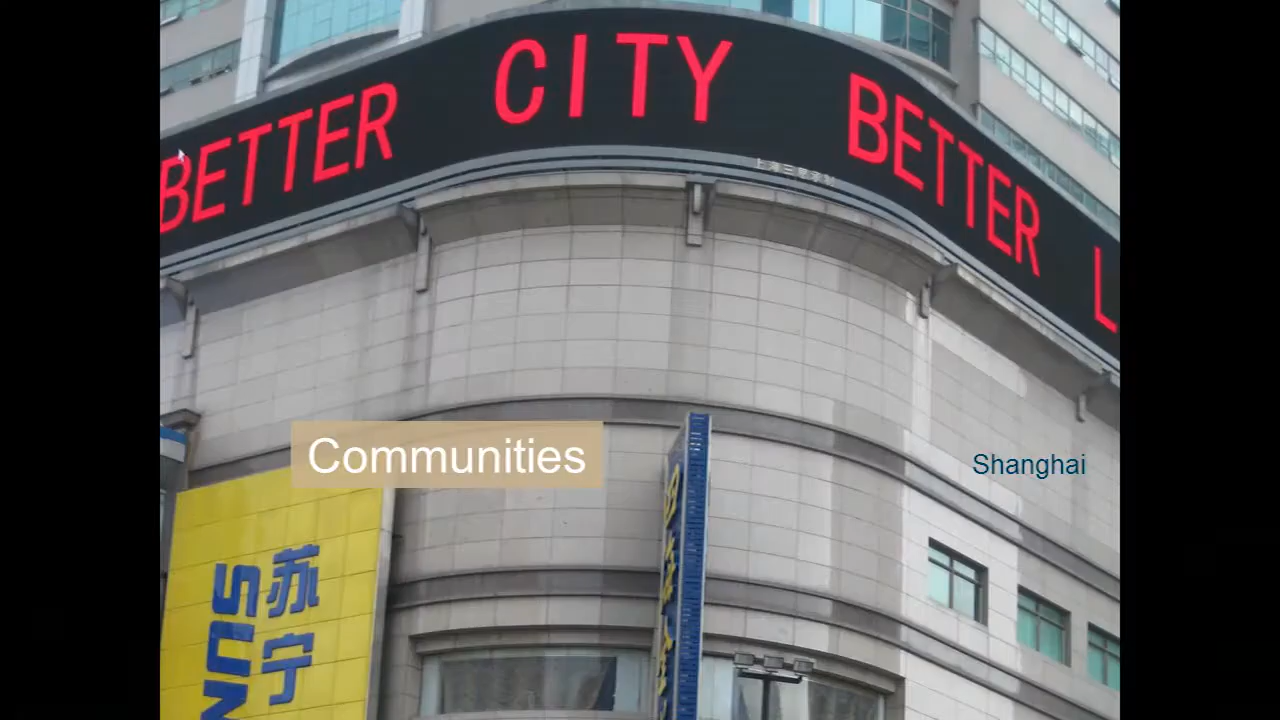 BETTER CITY BETTER L
Communities
Shanghai
苏宁
SUN